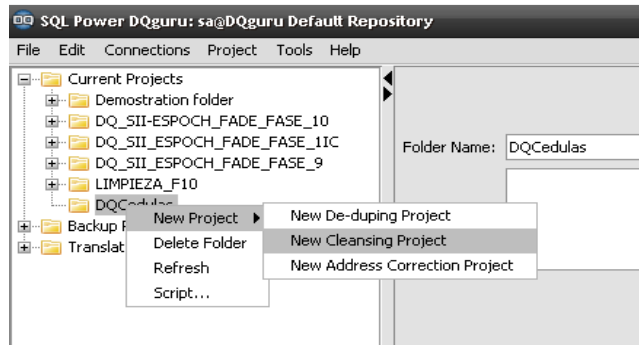 SQL Power DQguru: sa@DQguru Default Repository
File Edit Connections Project Tools Help
Current Projects
Demostration folder
DQ_SII-ESPOCH_FADE_FASE_10
DQ_SII_ESPOCH_FADE_FASE_1IC
DQ_SII_ESPOCH_FADE_FASE_9
LIMPIEZA_F10
DQCedulas
Backup
Translat
New Project
Delete Folder
Refresh
Script...
New De-duping Project
New Cleansing Project
New Address Correction Project
Folder Name: DQCedulas